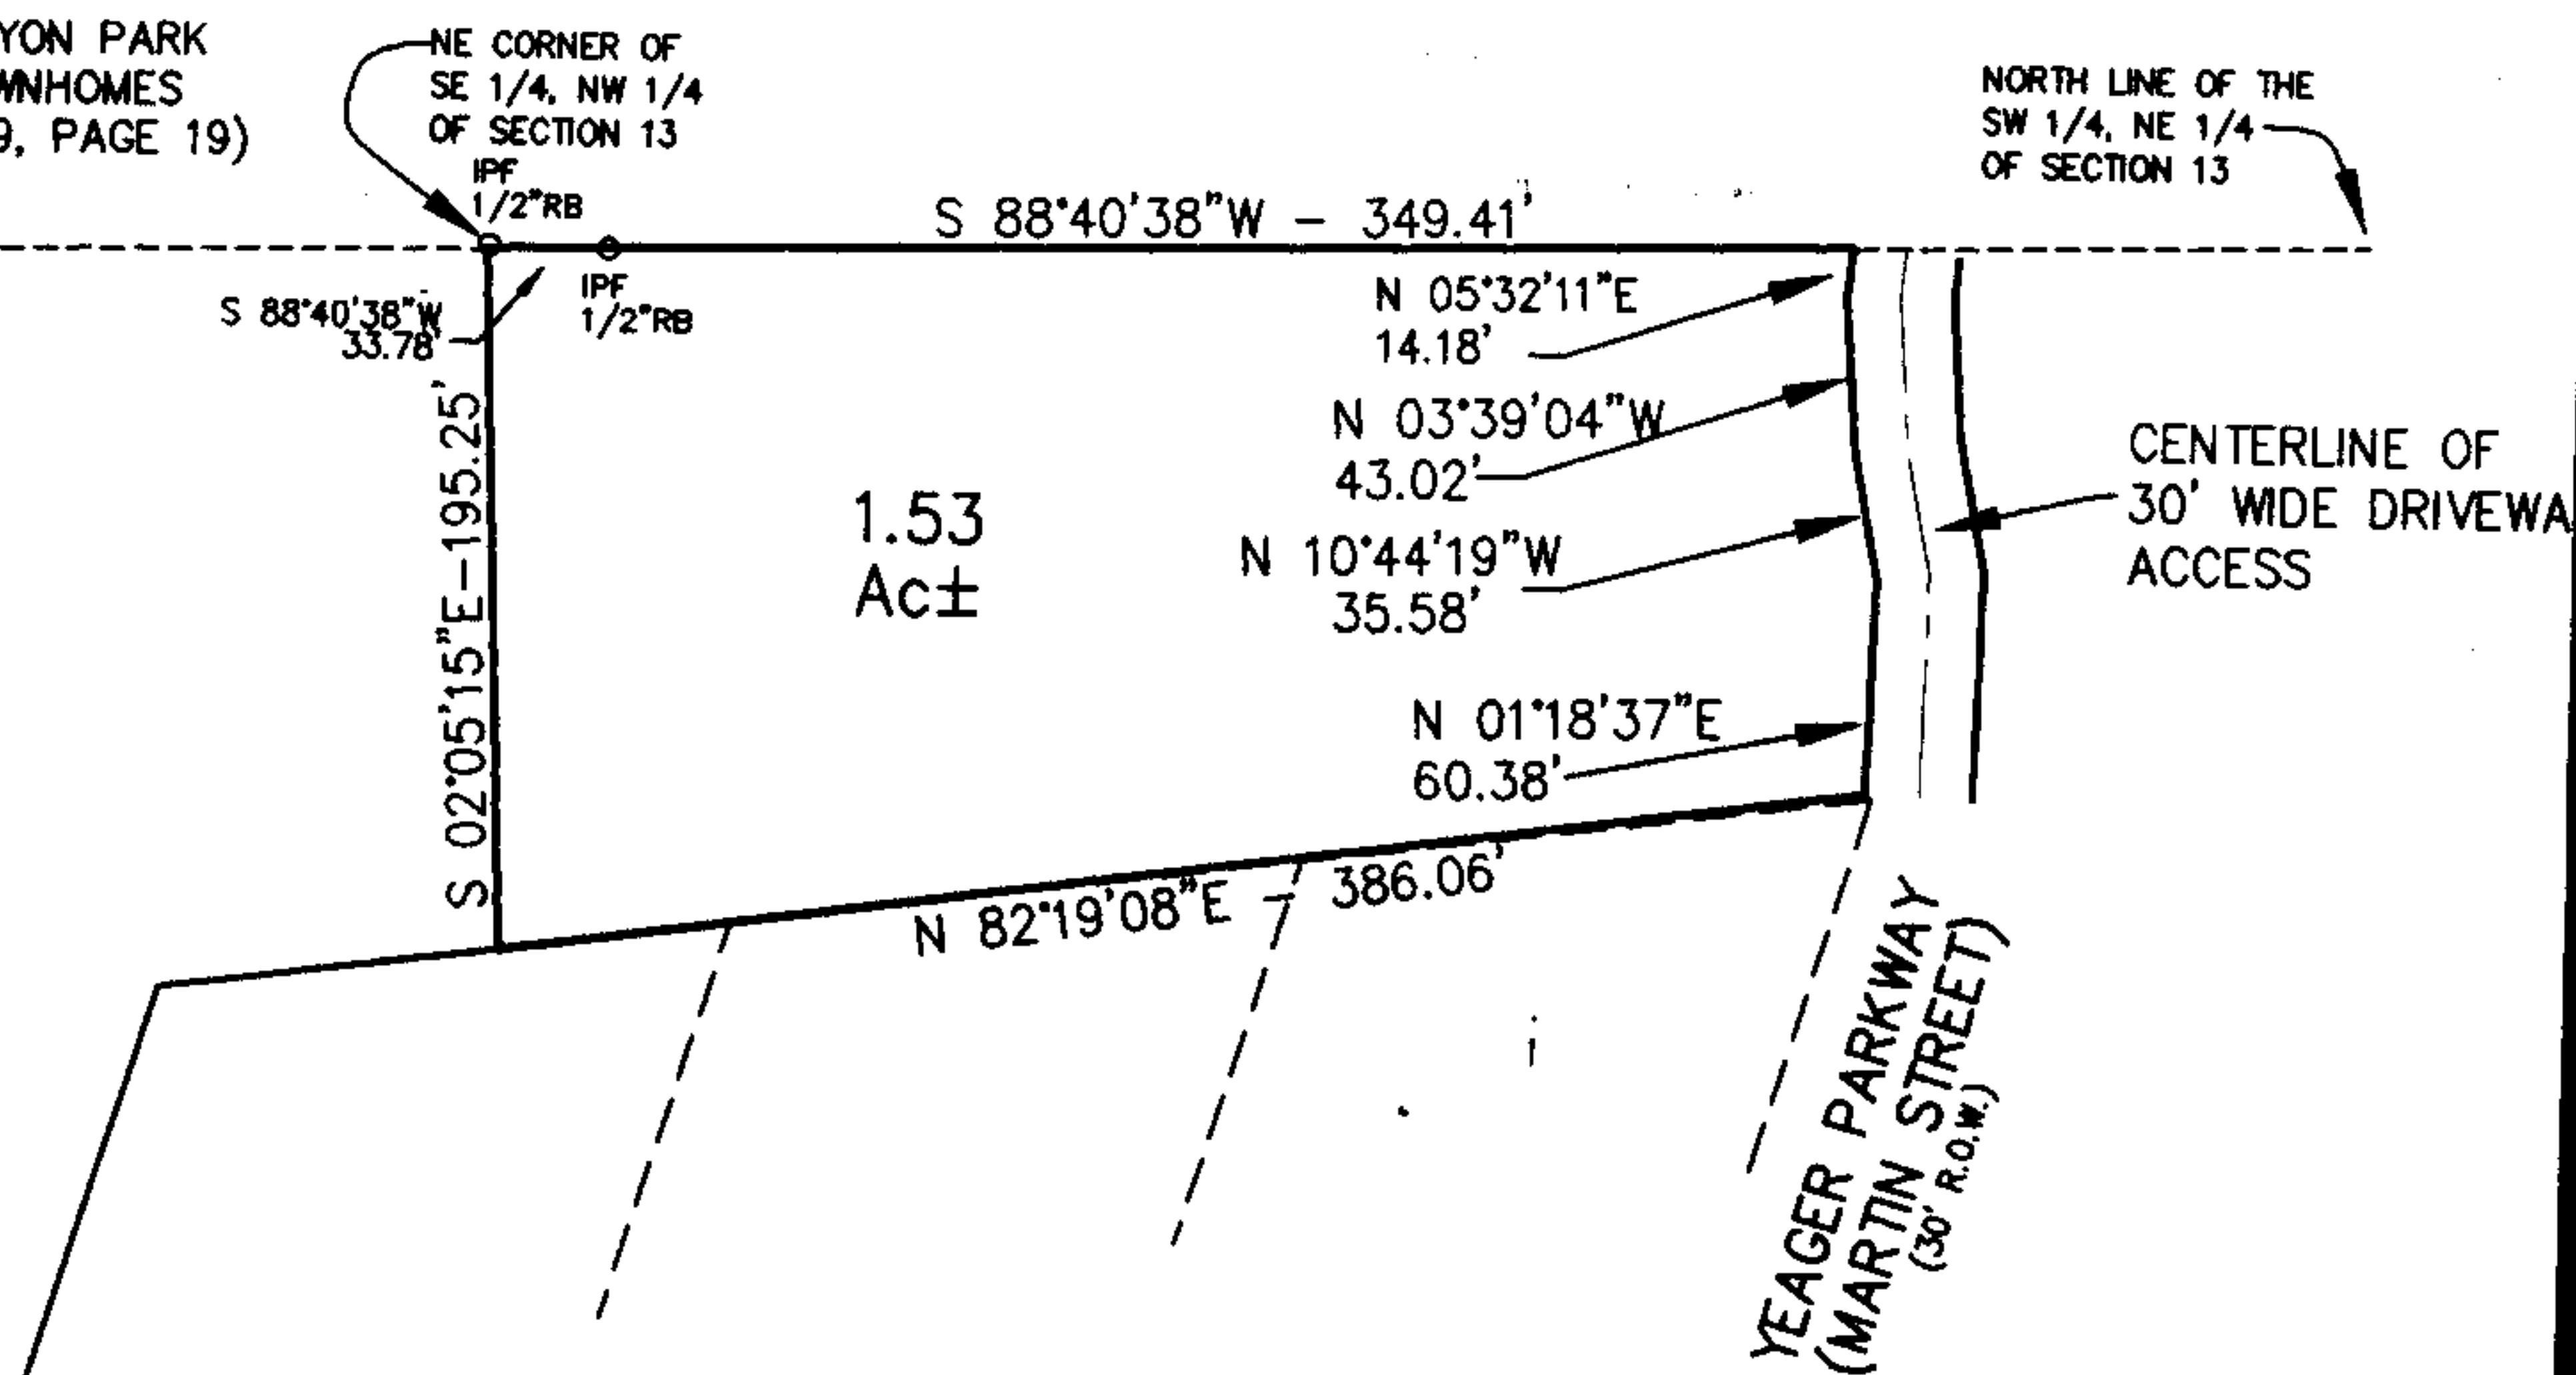 YON PARK
WNHOMES
9, PAGE 19)
NE CORNER OF
SE 1/4, NW 1/4
OF SECTION 13
IPF
1/2"RB
NORTH LINE OF THE
SW 1/4, NE 1/4
OF SECTION 13
S 88°40'38"W - 349.41'
S 88°40'38"W
33.78'
IPF
1/2"RB
N 05°32'11"E
14.18'
N 03°39'04"W
43.02'
N 10°44'19"W
35.58'
N 01°18'37"E
60.38'
CENTERLINE OF
30' WIDE DRIVEWA
ACCESS
1.53
Ac±
S 02°05'15"E-195.25'
N 82°19'08"E - 386.06'
YEAGER PARKWAY
(MARTIN STREET)
(30' R.O.W.)